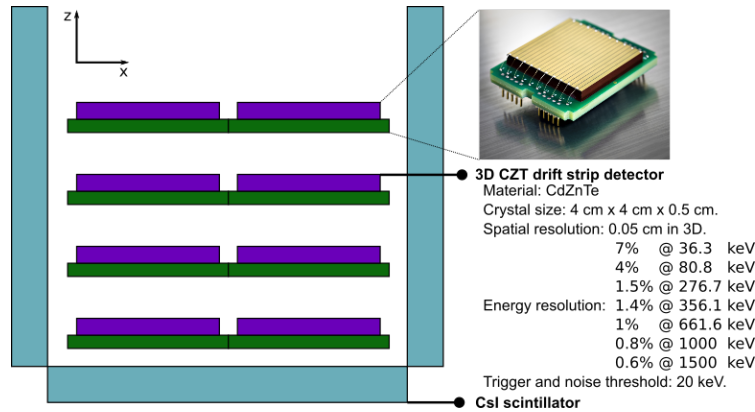 z
x
3D CZT drift strip detector
Material: CdZnTe
Crystal size: 4 cm x 4 cm x 0.5 cm.
Spatial resolution: 0.05 cm in 3D.
7% @ 36.3 keV
4% @ 80.8 keV
1.5% @ 276.7 keV
Energy resolution: 1.4% @ 356.1 keV
1% @ 661.6 keV
0.8% @ 1000 keV
0.6% @ 1500 keV
Trigger and noise threshold: 20 keV.
CsI scintillator